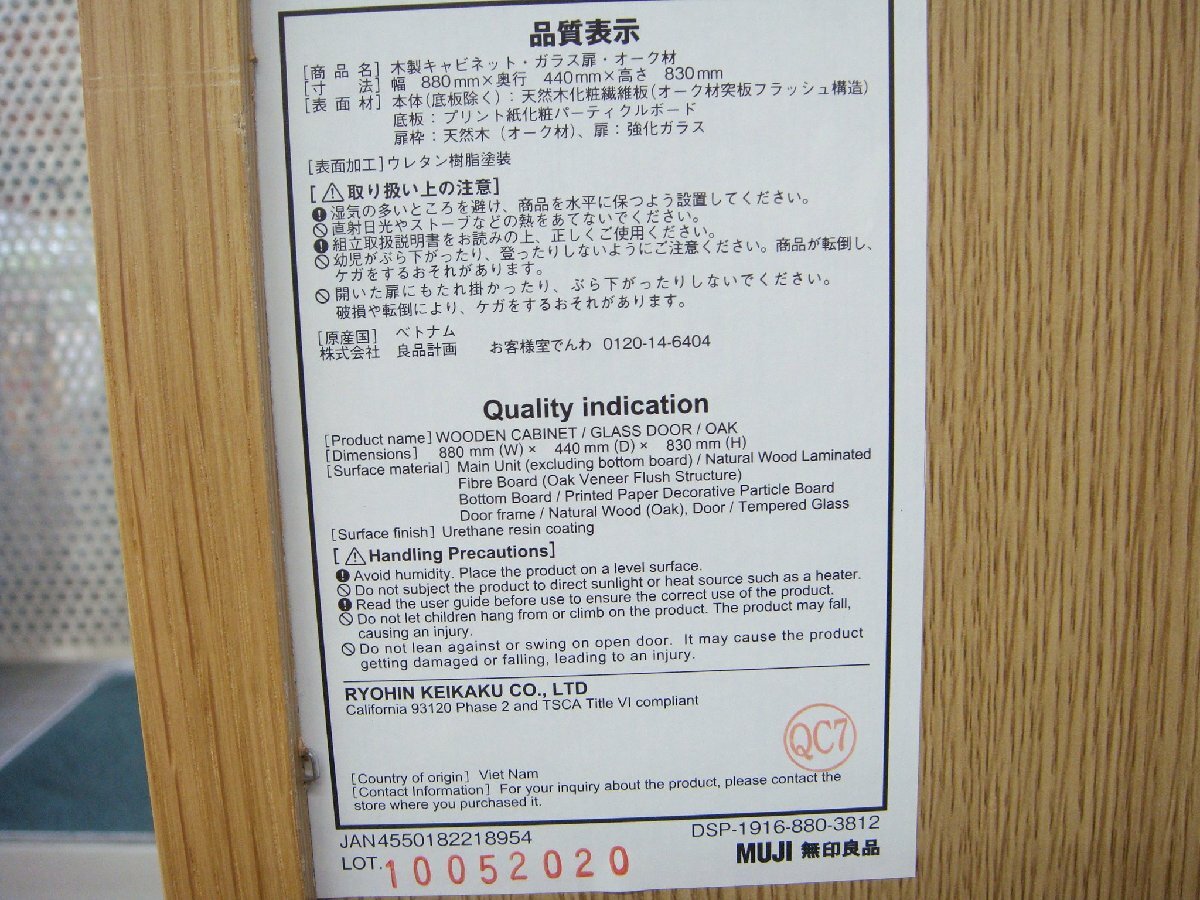 品質表示
[商品名] 木製キャビネット・ガラス扉・オーク材
[寸 法] 幅 880mm×奥行 440mm×高さ 830mm
[表面材] 本体(底板除く):天然木化粧繊維板(オーク材突板フラッシュ構造)
底板:プリント紙化粧パーティクルボード
扉枠:天然木(オーク材)、扉:強化ガラス
[表面加工]ウレタン樹脂塗装
[⚠取り扱い上の注意]
湿気の多いところを避け、商品を水平に保つよう設置してください。
直射日光やストーブなどの熱をあてないでください。
組立取扱説明書をお読みの上、正しくご使用ください。
幼児がぶら下がったり、登ったりしないようにご注意ください。商品が転倒し、
ケガをするおそれがあります。
開いた扉にもたれ掛かったり、ぶら下がったりしないでください。
破損や転倒により、ケガをするおそれがあります。
[原産国] ベトナム
株式会社 良品計画 お客様室でんわ 0120-14-6404
Quality indication
[Product name] WOODEN CABINET / GLASS DOOR / OAK
[Dimensions] 880 mm (W) × 440 mm (D) × 830 mm (H)
[Surface material] Main Unit (excluding bottom board) / Natural Wood Laminated
Fibre Board (Oak Veneer Flush Structure)
Bottom Board / Printed Paper Decorative Particle Board
Door frame / Natural Wood (Oak), Door / Tempered Glass
[Surface finish] Urethane resin coating
[⚠Handling Precautions]
Avoid humidity. Place the product on a level surface.
Do not subject the product to direct sunlight or heat source such as a heater.
Read the user guide before use to ensure the correct use of the product.
Do not let children hang from or climb on the product. The product may fall,
causing an injury.
Do not lean against or swing on open door. It may cause the product
getting damaged or falling, leading to an injury.
RYOHIN KEIKAKU CO., LTD
California 93120 Phase 2 and TSCA Title VI compliant
QC7
[Country of origin] Viet Nam
[Contact Information] For your inquiry about the product, please contact the
store where you purchased it.
JAN4550182218954 DSP-1916-880-3812
LOT. 10052020 MUJI 無印良品